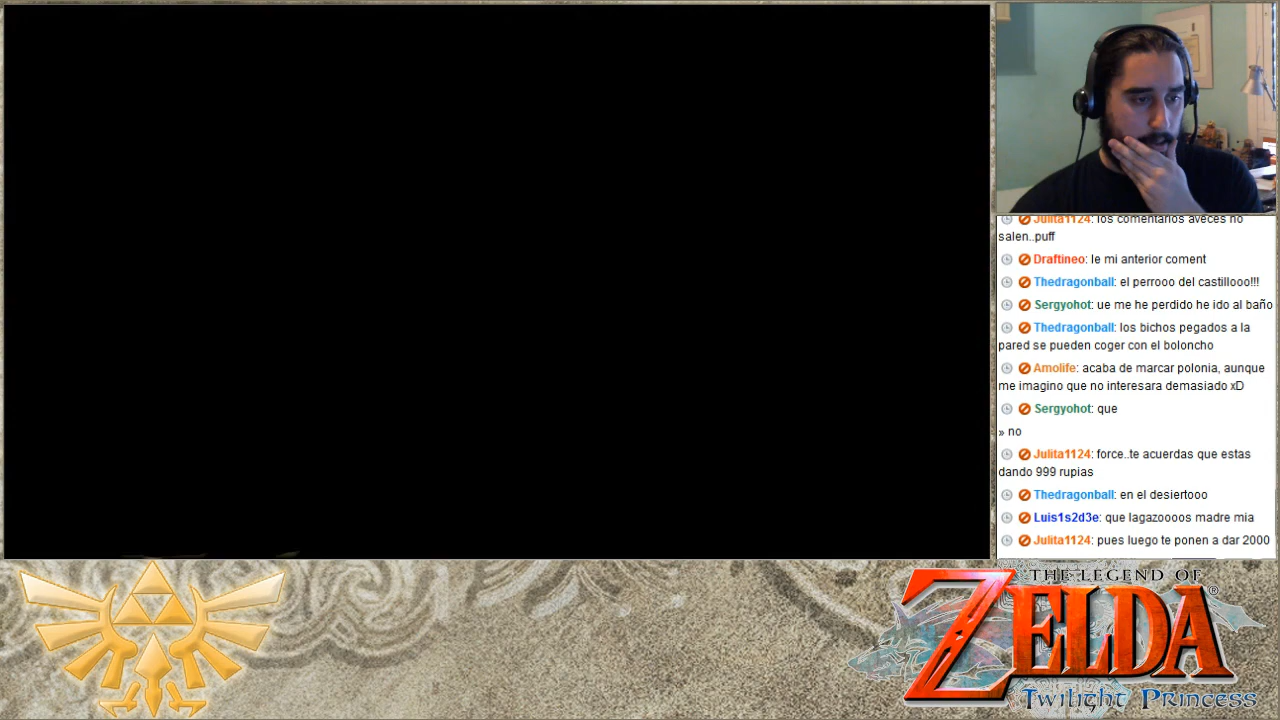 Julita1124: los comentarios aveces no
salen..puff
Draftineo: le mi anterior coment
Thedragonball: el perrooo del castillooo!!!
Sergyohot: ue me he perdido he ido al baño
Thedragonball: los bichos pegados a la
pared se pueden coger con el boloncho
Amolife: acaba de marcar polonia, aunque
me imagino que no interesara demasiado xD
Sergyohot: que
» no
Julita1124: force..te acuerdas que estas
dando 999 rupias
Thedragonball: en el desiertooo
Luis1s2d3e: que lagazoooos madre mia
Julita1124: pues luego te ponen a dar 2000
THE LEGEND OF
ZELDA®
Twilight Princess